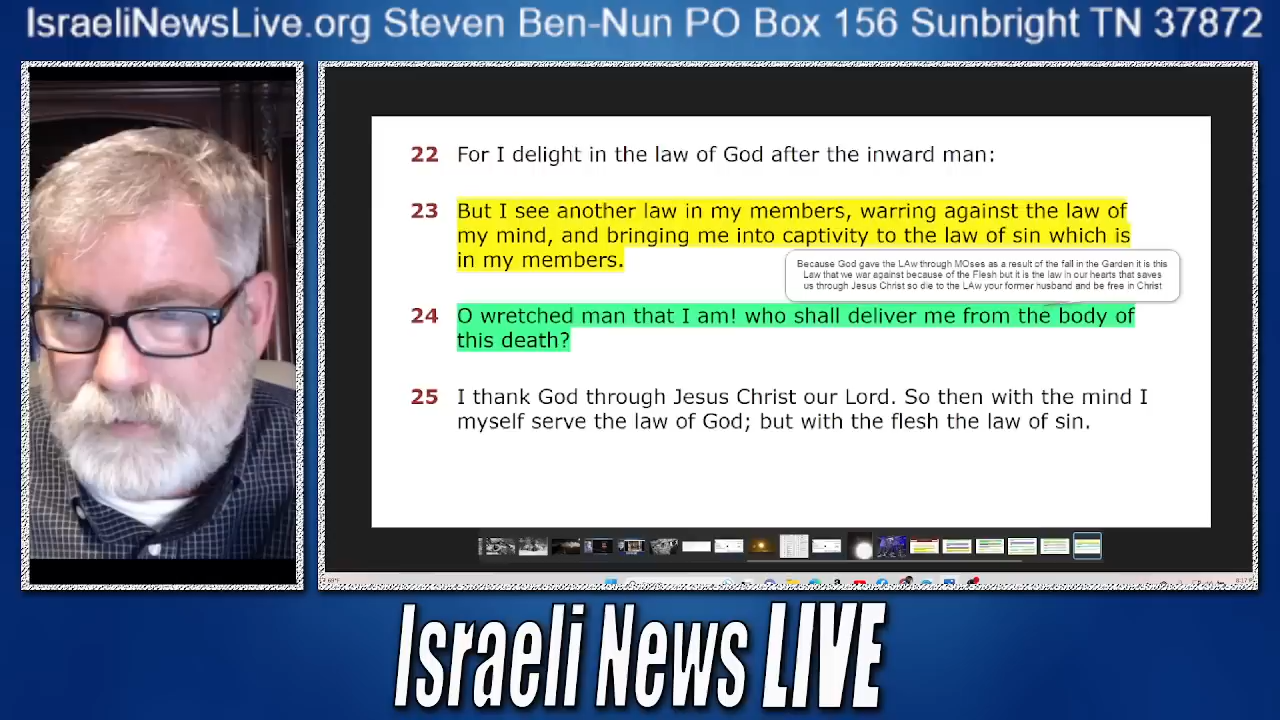 IsraeliNewsLive.org Steven Ben-Nun PO Box 156 Sunbright TN 37872
22 For I delight in the law of God after the inward man:
23 But I see another law in my members, warring against the law of
my mind, and bringing me into captivity to the law of sin which is
in my members.
Because God gave the LAw through MOses as a result of the fall in the Garden it is this
Law that we war against because of the Flesh but it is the law in our hearts that saves
us through Jesus Christ so die to the LAw your former husband and be free in Christ
24 O wretched man that I am! who shall deliver me from the body of
this death?
25 I thank God through Jesus Christ our Lord. So then with the mind I
myself serve the law of God; but with the flesh the law of sin.
Israeli News LIVE